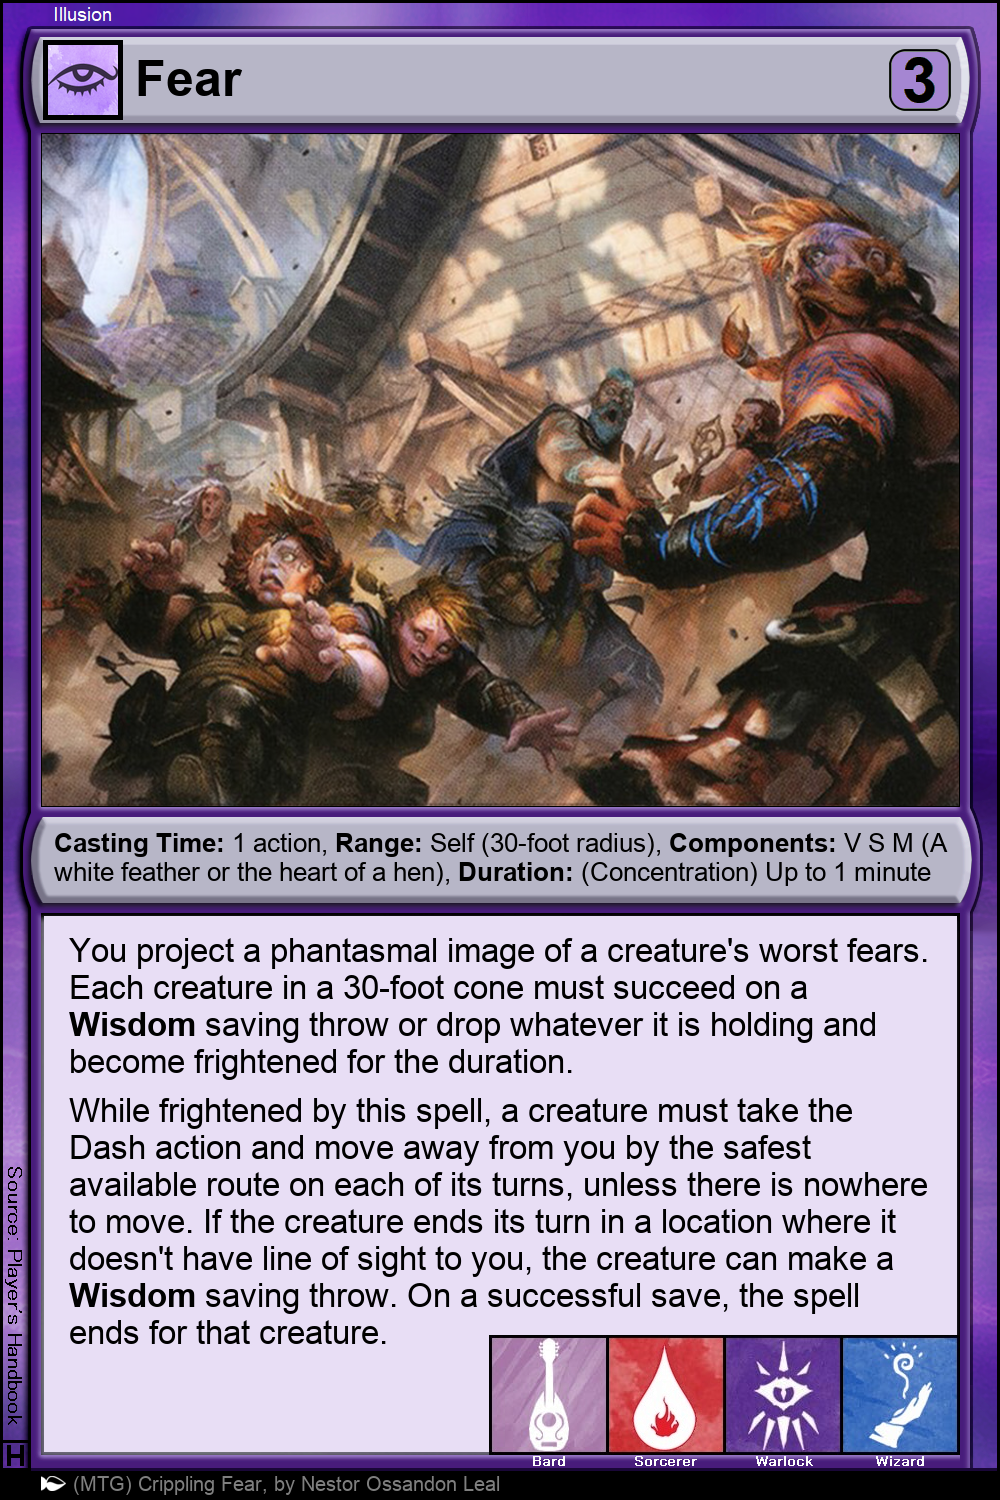 Illusion
Fear
3
Casting Time: 1 action, Range: Self (30-foot radius), Components: V S M (A
white feather or the heart of a hen), Duration: (Concentration) Up to 1 minute
You project a phantasmal image of a creature's worst fears.
Each creature in a 30-foot cone must succeed on a
Wisdom saving throw or drop whatever it is holding and
become frightened for the duration.
While frightened by this spell, a creature must take the
Dash action and move away from you by the safest
available route on each of its turns, unless there is nowhere
to move. If the creature ends its turn in a location where it
doesn't have line of sight to you, the creature can make a
Wisdom saving throw. On a successful save, the spell
ends for that creature.
Bard Sorcerer Warlock Wizard
Source: Player's Handbook
H
(MTG) Crippling Fear, by Nestor Ossandon Leal